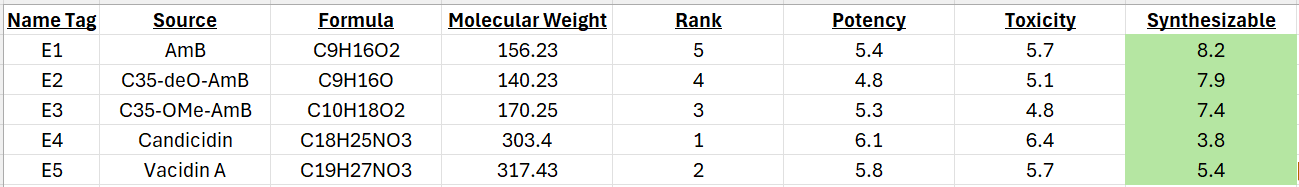 Name Tag Source Formula Molecular Weight Rank Potency Toxicity Synthesizable
E1 AmB C9H16O2 156.23 5 5.4 5.7 8.2
E2 C35-deO-AmB C9H16O 140.23 4 4.8 5.1 7.9
E3 C35-OMe-AmB C10H18O2 170.25 3 5.3 4.8 7.4
E4 Candicidin C18H25NO3 303.4 1 6.1 6.4 3.8
E5 Vacidin A C19H27NO3 317.43 2 5.8 5.7 5.4